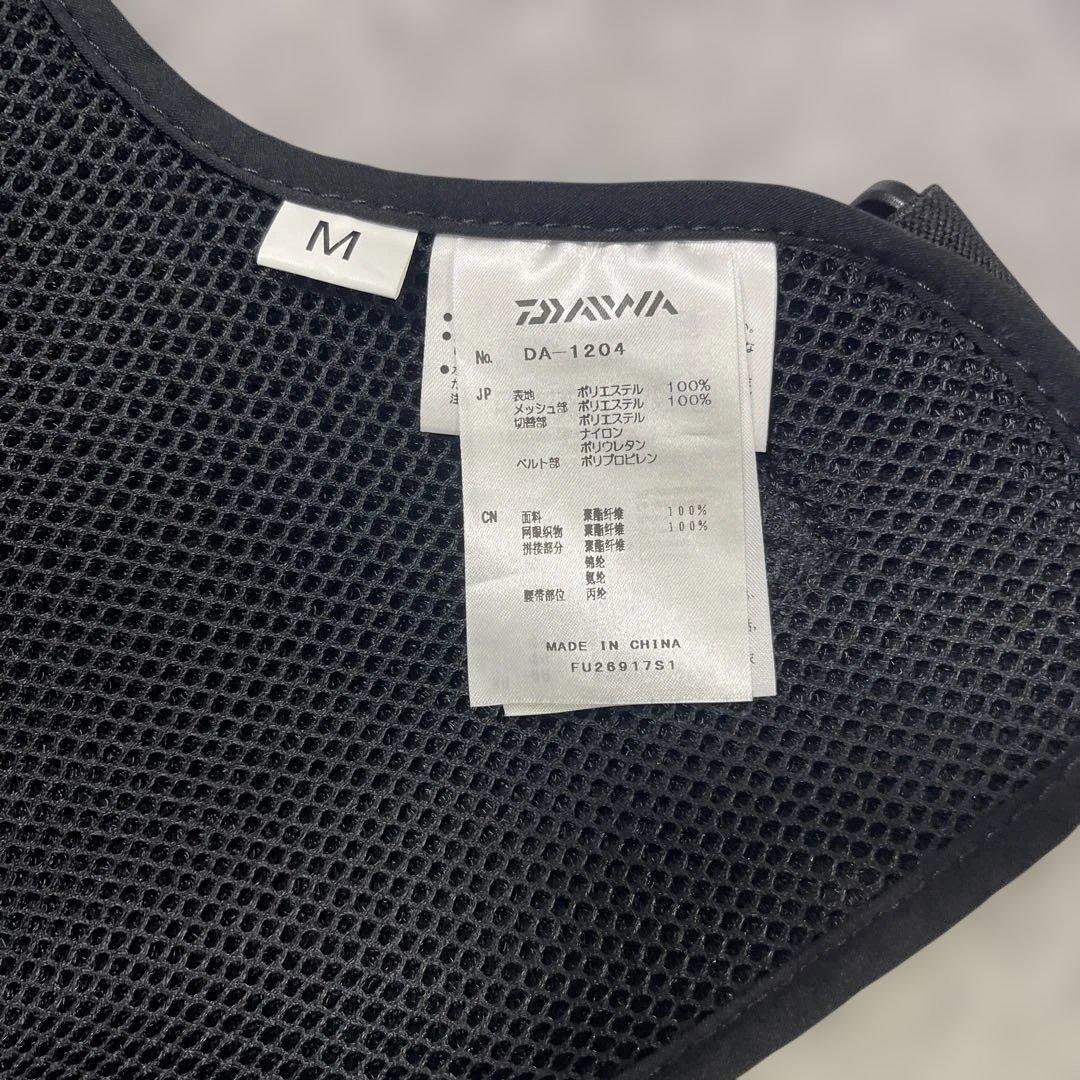 M
DAIWA
No. DA-1204
JP 表地 ポリエステル 100%
メッシュ部 ポリエステル 100%
切替部 ポリエステル
ナイロン
ポリウレタン
ベルト部 ポリプロピレン
CN 面料 聚酯纤维 100%
网眼织物 聚酯纤维 100%
拼接部分 聚酯纤维
锦纶
氨纶
腰带部位 丙纶
MADE IN CHINA
FU26917S1